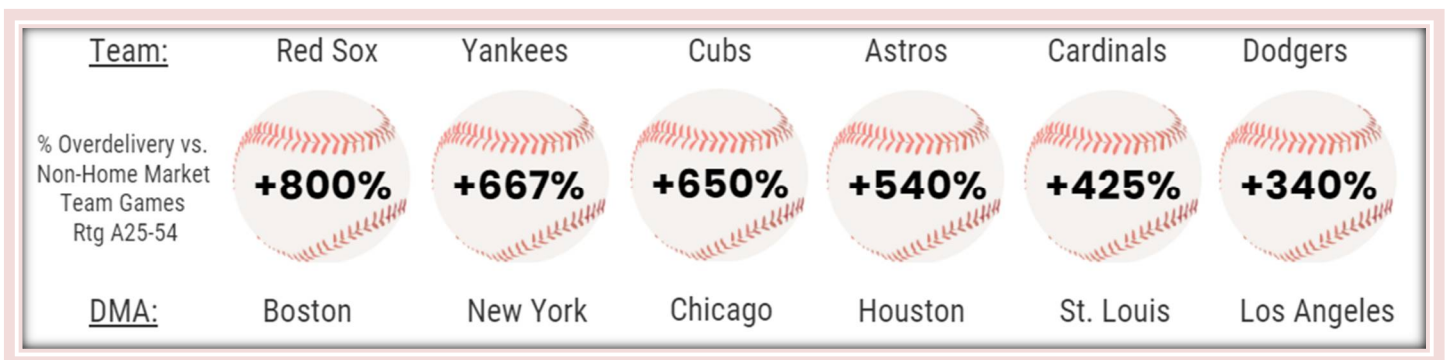 Team: Red Sox Yankees Cubs Astros Cardinals Dodgers
% Overdelivery vs.
Non-Home Market
Team Games
Rtg A25-54
+800% +667% +650% +540% +425% +340%
DMA: Boston New York Chicago Houston St. Louis Los Angeles